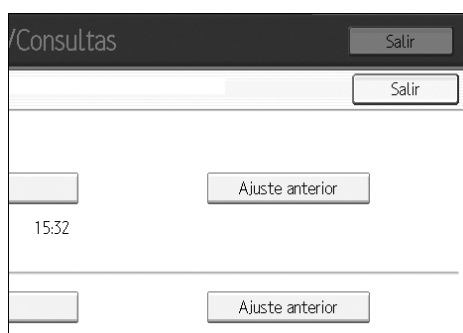 /Consultas Salir
Salir
Ajuste anterior
15:32
Ajuste anterior